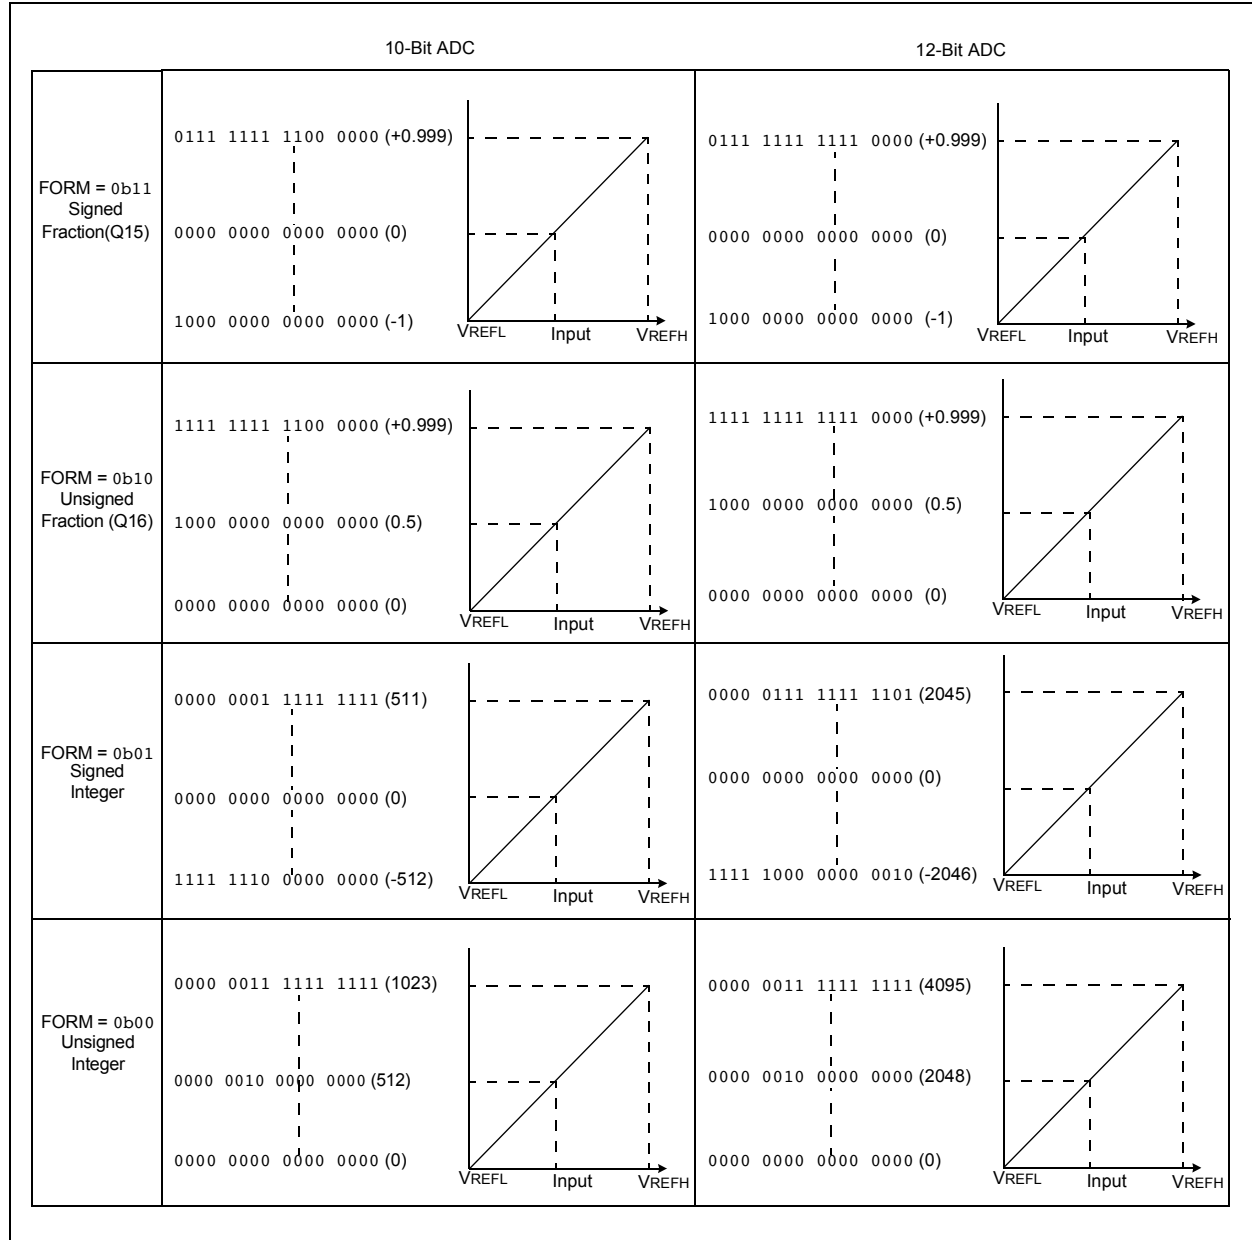 10-Bit ADC
12-Bit ADC
FORM = 0b11
Signed
Fraction(Q15)
0111 1111 1100 0000 (+0.999)
0000 0000 0000 0000 (0)
1000 0000 0000 0000 (-1)
VREFL Input VREFH
0111 1111 1111 0000 (+0.999)
0000 0000 0000 0000 (0)
1000 0000 0000 0000 (-1)
VREFL Input VREFH
FORM = 0b10
Unsigned
Fraction (Q16)
1111 1111 1100 0000 (+0.999)
1000 0000 0000 0000 (0.5)
0000 0000 0000 0000 (0)
VREFL Input VREFH
1111 1111 1111 0000 (+0.999)
1000 0000 0000 0000 (0.5)
0000 0000 0000 0000 (0)
VREFL Input VREFH
FORM = 0b01
Signed
Integer
0000 0001 1111 1111 (511)
0000 0000 0000 0000 (0)
1111 1110 0000 0000 (-512)
VREFL Input VREFH
0000 0111 1111 1101 (2045)
0000 0000 0000 0000 (0)
1111 1000 0000 0010 (-2046)
VREFL Input VREFH
FORM = 0b00
Unsigned
Integer
0000 0011 1111 1111 (1023)
0000 0010 0000 0000 (512)
0000 0000 0000 0000 (0)
VREFL Input VREFH
0000 0011 1111 1111 (4095)
0000 0010 0000 0000 (2048)
0000 0000 0000 0000 (0)
VREFL Input VREFH